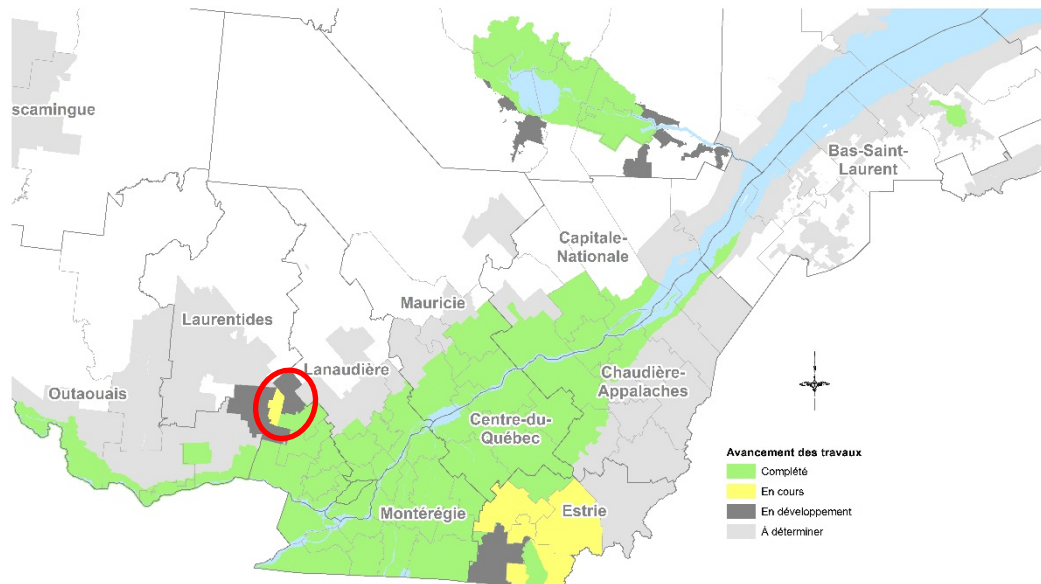 scamingue
Bas-Saint-
Laurent
Capitale-
Nationale
Mauricie
Laurentides
Lanaudière
Outaouais
Chaudière-
Appalaches
Centre-du-
Québec
Montérégie
Estrie
Avancement des travaux
Complété
En cours
En développement
À déterminer